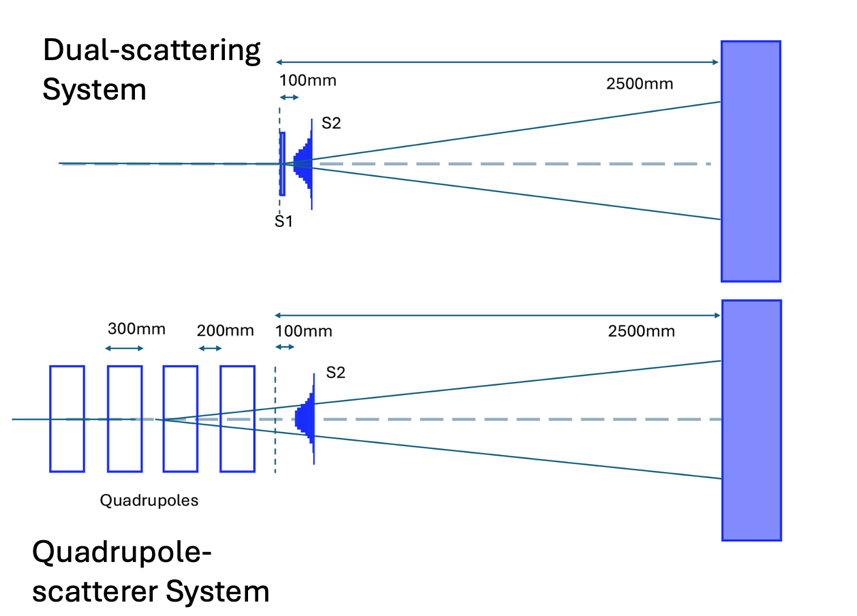 Dual-scattering
System
100mm
2500mm
S2
S1
300mm
200mm
100mm
2500mm
S2
Quadrupoles
Quadrupole-
scatterer System